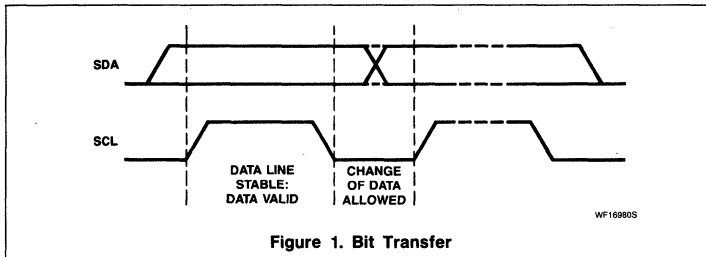 SDA
SCL
DATA LINE
STABLE:
DATA VALID
CHANGE
OF DATA
ALLOWED
WF16980S
Figure 1. Bit Transfer